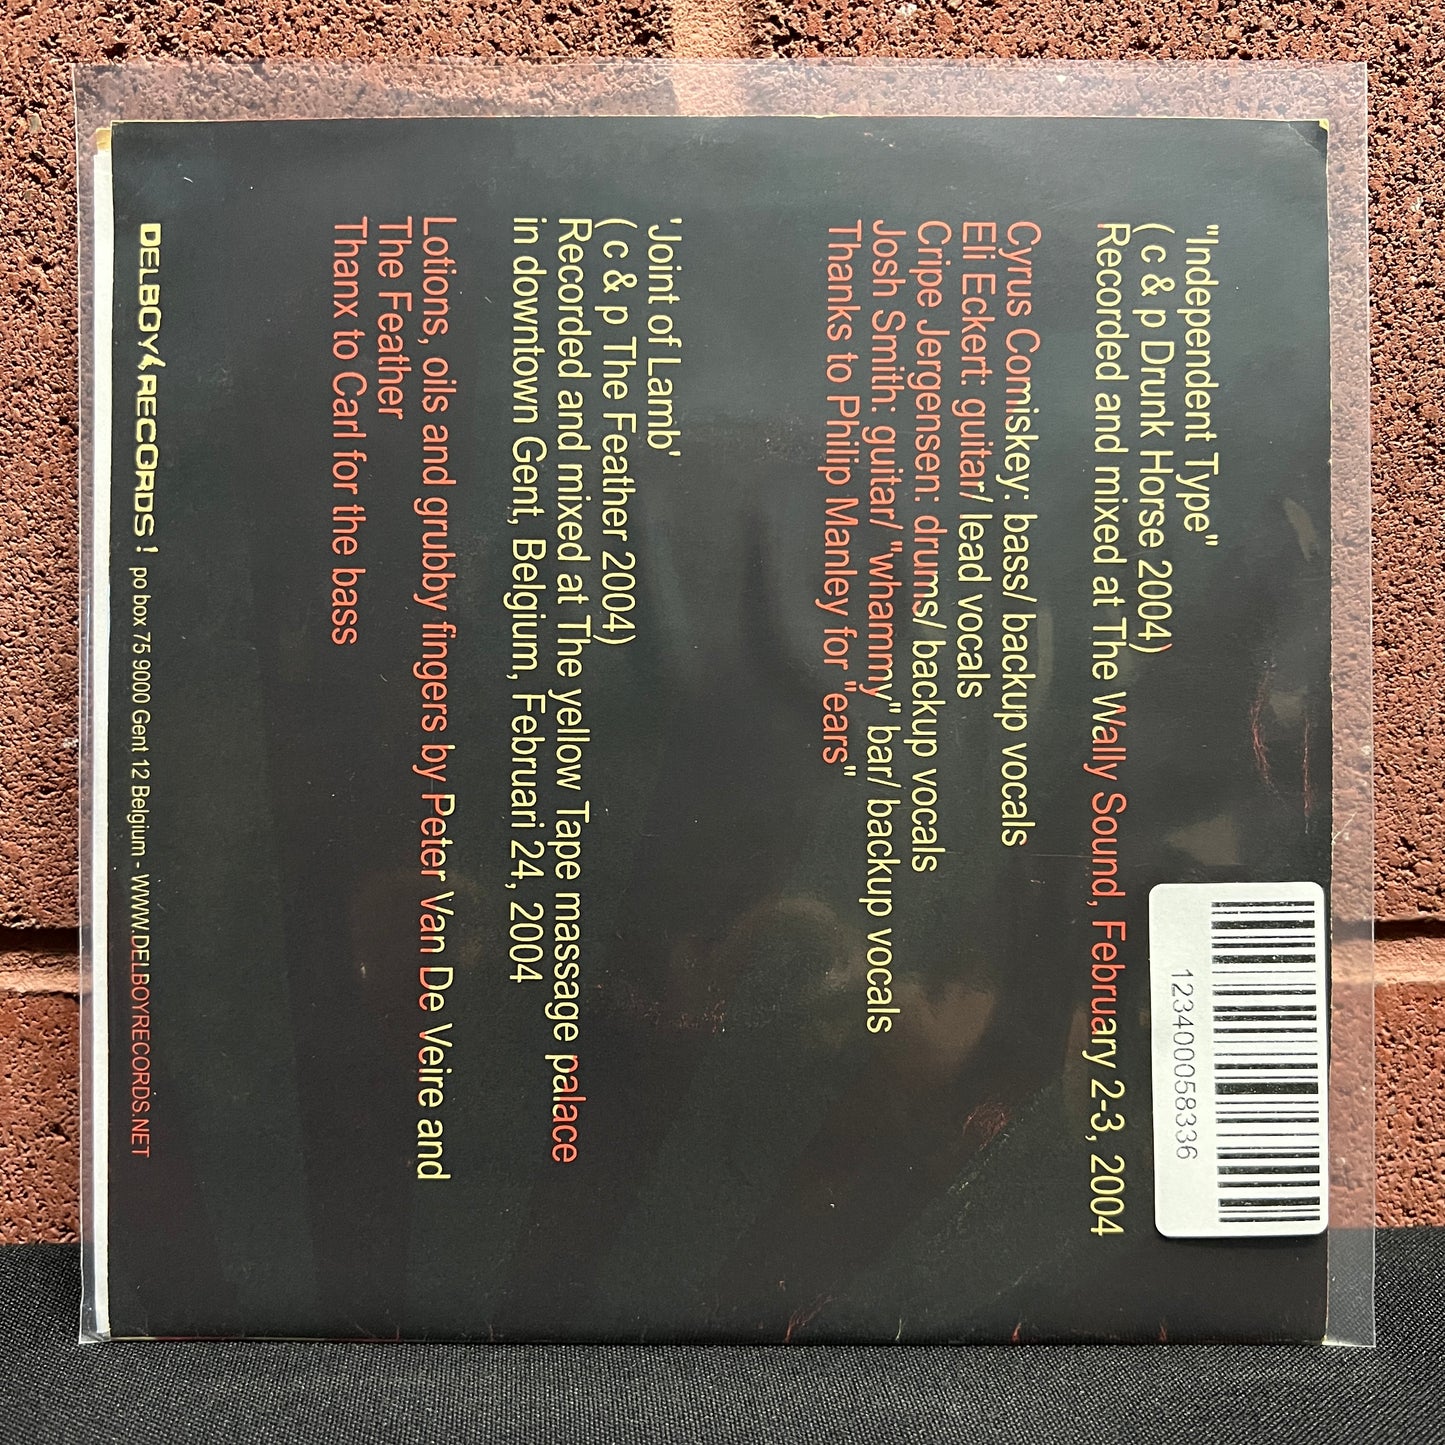 "Independent Type"
( c & p Drunk Horse 2004)
Recorded and mixed at The Wally Sound, February 2-3, 2004
Cyrus Comiskey: bass/ backup vocals
Eli Eckert: guitar/ lead vocals
Cripe Jergensen: drums/ backup vocals
Josh Smith: guitar/ "whammy" bar/ backup vocals
Thanks to Philip Manley for "ears"
'Joint of Lamb'
( c & p The Feather 2004)
Recorded and mixed at The yellow Tape massage palace
in downtown Gent, Belgium, Februari 24, 2004
Lotions, oils and grubby fingers by Peter Van De Veire and
The Feather
Thanx to Carl for the bass
DELBOY RECORDS! po box 75 9000 Gent 12 Belgium - WWW.DELBOYRECORDS.NET
123400058336